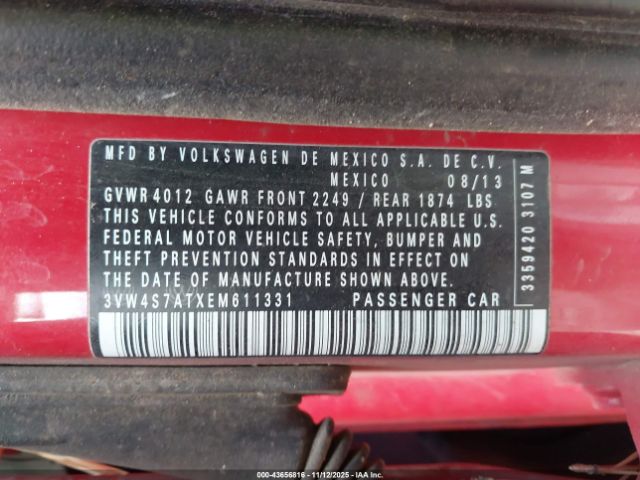 MFD BY VOLKSWAGEN DE MEXICO S.A. DE C.V.
MEXICO 08/13
GVWR 4012 GAWR FRONT 2249 / REAR 1874 LBS
THIS VEHICLE CONFORMS TO ALL APPLICABLE U.S.
FEDERAL MOTOR VEHICLE SAFETY, BUMPER AND
THEFT PREVENTION STANDARDS IN EFFECT ON
THE DATE OF MANUFACTURE SHOWN ABOVE.
3VW4S7ATXEM611331 PASSENGER CAR
3359420 3107 M
000-43656816 - 11/12/2025 - IAAI.com